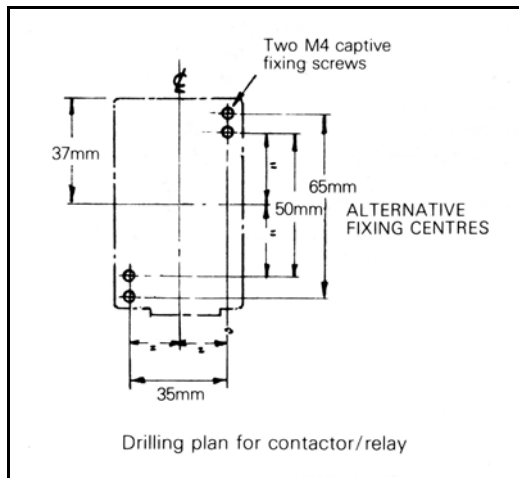 Two M4 captive
fixing screws
℄
37mm
=
65mm
50mm
ALTERNATIVE
FIXING CENTRES
=
= =
35mm
Drilling plan for contactor/relay